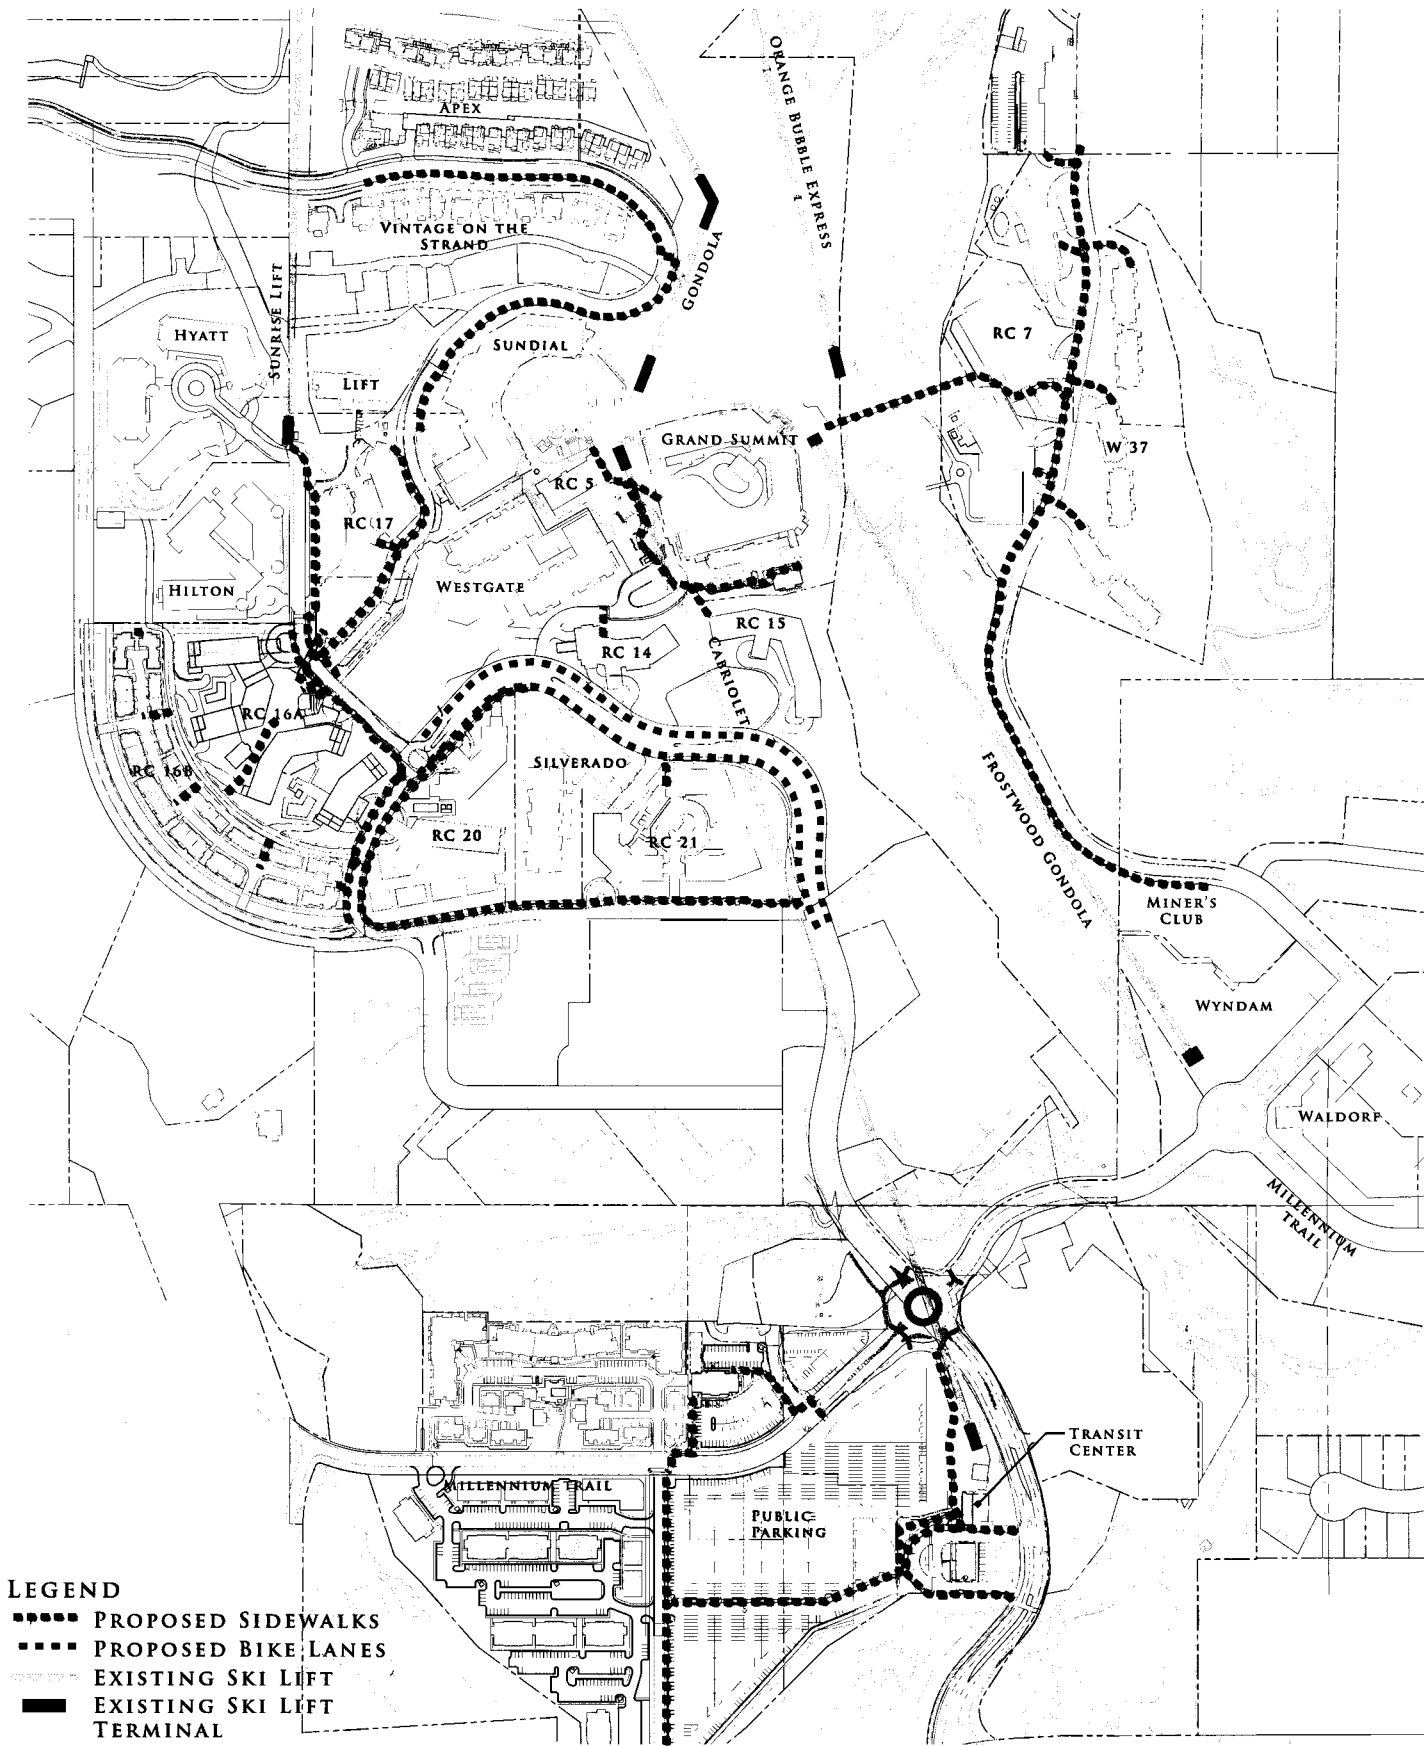 APEX
ORANGE BUBBLE EXPRESS
VINTAGE ON THE
STRAND
GONDOLA
SUNRISE LIFT
HYATT
SUNDIAL
LIFT
RC 7
GRAND SUMMIT
W 37
RC 5
RC 17
WESTGATE
HILTON
RC 15
RC 14
CABRIOLET
RC 16A
RC 16B
SILVERADO
FROSTWOOD GONDOLA
RC 20
RC 21
MINER'S
CLUB
WYNDAM
WALDORF
MILLENNIUM
TRAIL
TRANSIT
CENTER
MILLENNIUM TRAIL
PUBLIC
PARKING
LEGEND
PROPOSED SIDEWALKS
PROPOSED BIKE LANES
EXISTING SKI LIFT
EXISTING SKI LIFT
TERMINAL